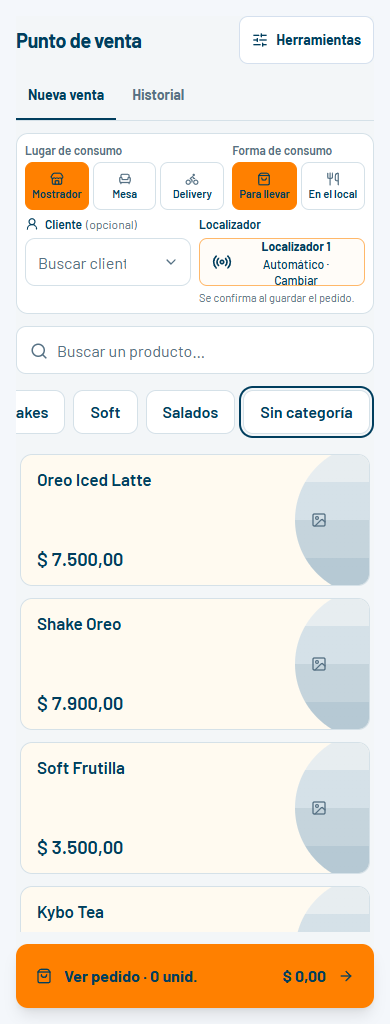 Punto de venta
Herramientas
Nueva venta
Historial
Lugar de consumo
Forma de consumo
Mostrador
Mesa
Delivery
Para llevar
En el local
Cliente (opcional)
Localizador
Buscar client
Localizador 1
Automático ·
Cambiar
Se confirma al guardar el pedido.
Buscar un producto...
akes
Soft
Salados
Sin categoría
Oreo Iced Latte
$ 7.500,00
Shake Oreo
$ 7.900,00
Soft Frutilla
$ 3.500,00
Kybo Tea
Ver pedido · 0 unid.
$ 0,00